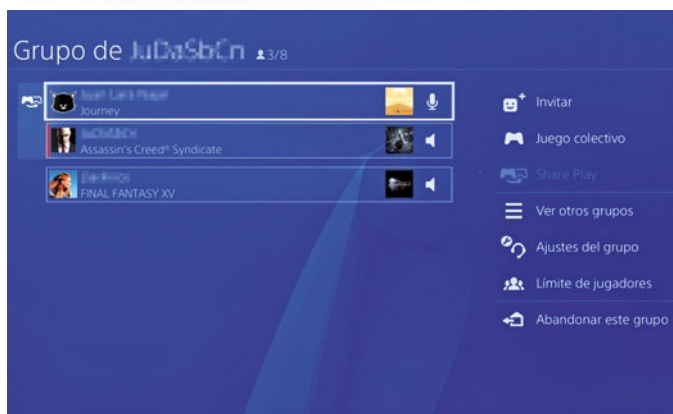 Grupo de
3/8
Journey
Assassin's Creed® Syndicate
FINAL FANTASY XV
Invitar
Juego colectivo
Share Play
Ver otros grupos
Ajustes del grupo
Límite de jugadores
Abandonar este grupo